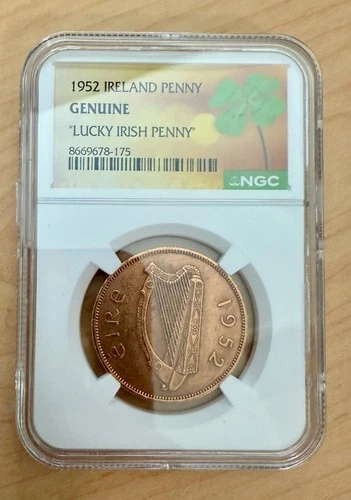 1952 IRELAND PENNY
GENUINE
"LUCKY IRISH PENNY"
8669678-175
NGC
éire 1952